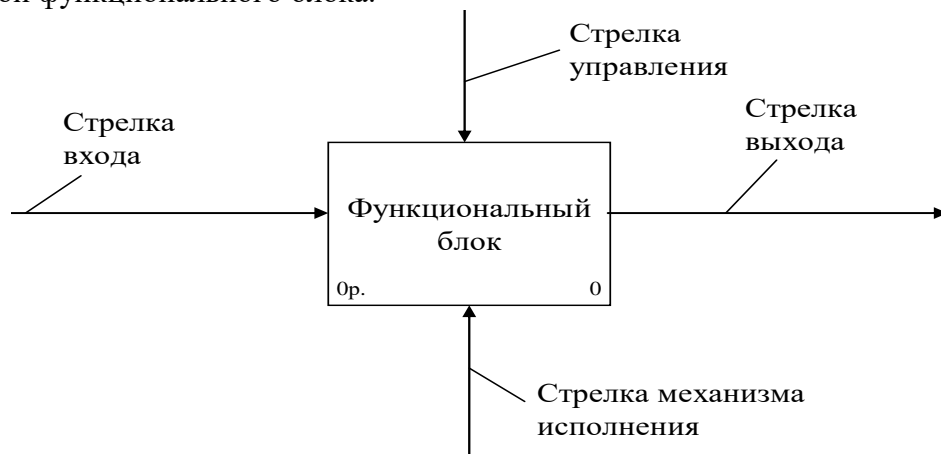 функционального блока.
Стрелка
управления
Стрелка
входа
Стрелка
выхода
Функциональный
блок
0р.
0
Стрелка механизма
исполнения